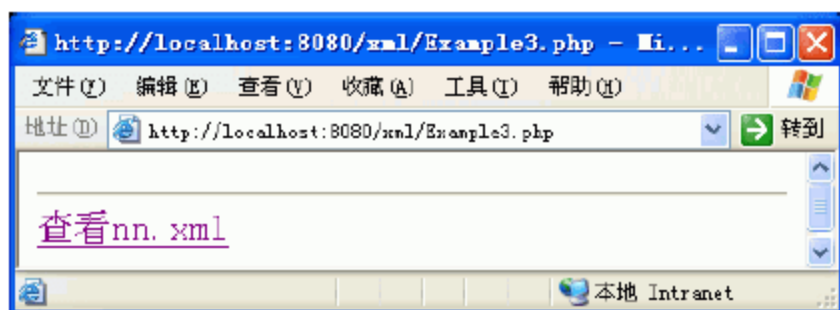 http://localhost:8080/xml/Example3.php - Mi...
文件(F) 编辑(E) 查看(V) 收藏(A) 工具(T) 帮助(H)
地址(D) http://localhost:8080/xml/Example3.php 转到
查看nn.xml
本地 Intranet